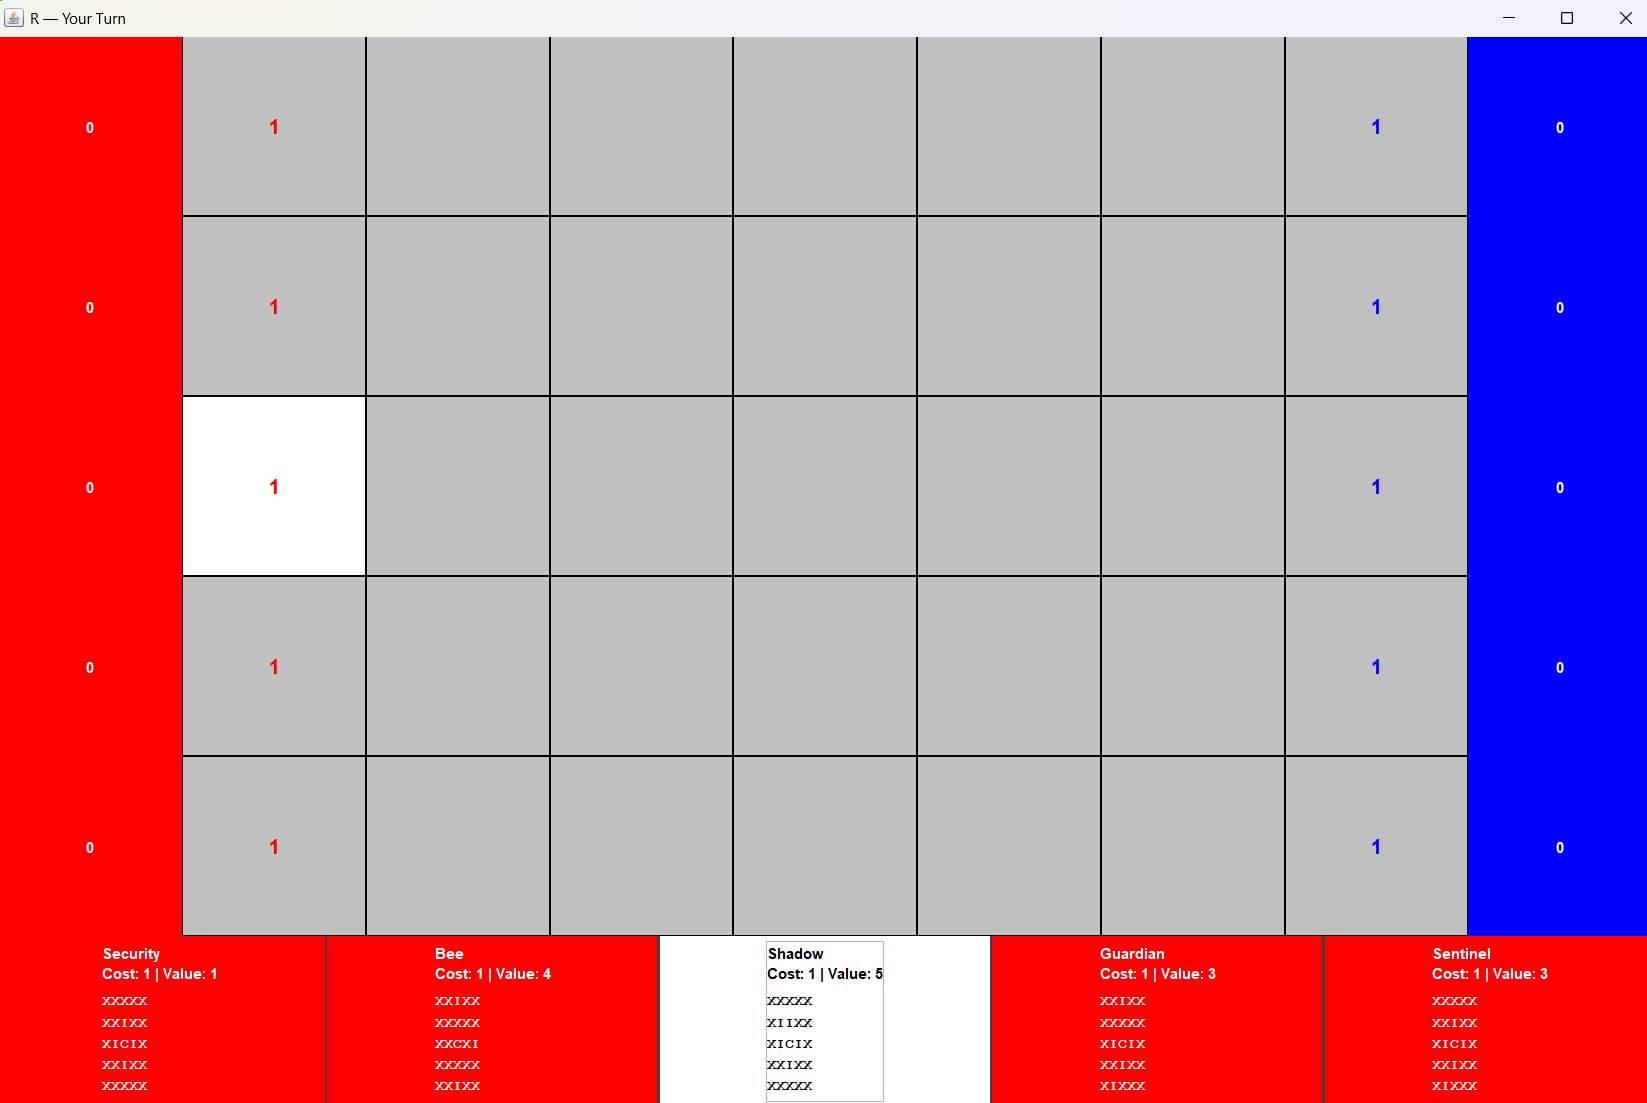 R — Your Turn
0 1 1 0
0 1 1 0
0 1 1 0
0 1 1 0
0 1 1 0
Security
Cost: 1 | Value: 1
XXXXX
XXIXX
XICIX
XXIXX
XXXXX
Bee
Cost: 1 | Value: 4
XXIXX
XXXXX
XXCXI
XXXXX
XXIXX
Shadow
Cost: 1 | Value: 5
XXXXX
XIIXX
XICIX
XXIXX
XXXXX
Guardian
Cost: 1 | Value: 3
XXIXX
XXXXX
XICIX
XXIXX
XIXXX
Sentinel
Cost: 1 | Value: 3
XXXXX
XXIXX
XICIX
XXIXX
XIXXX